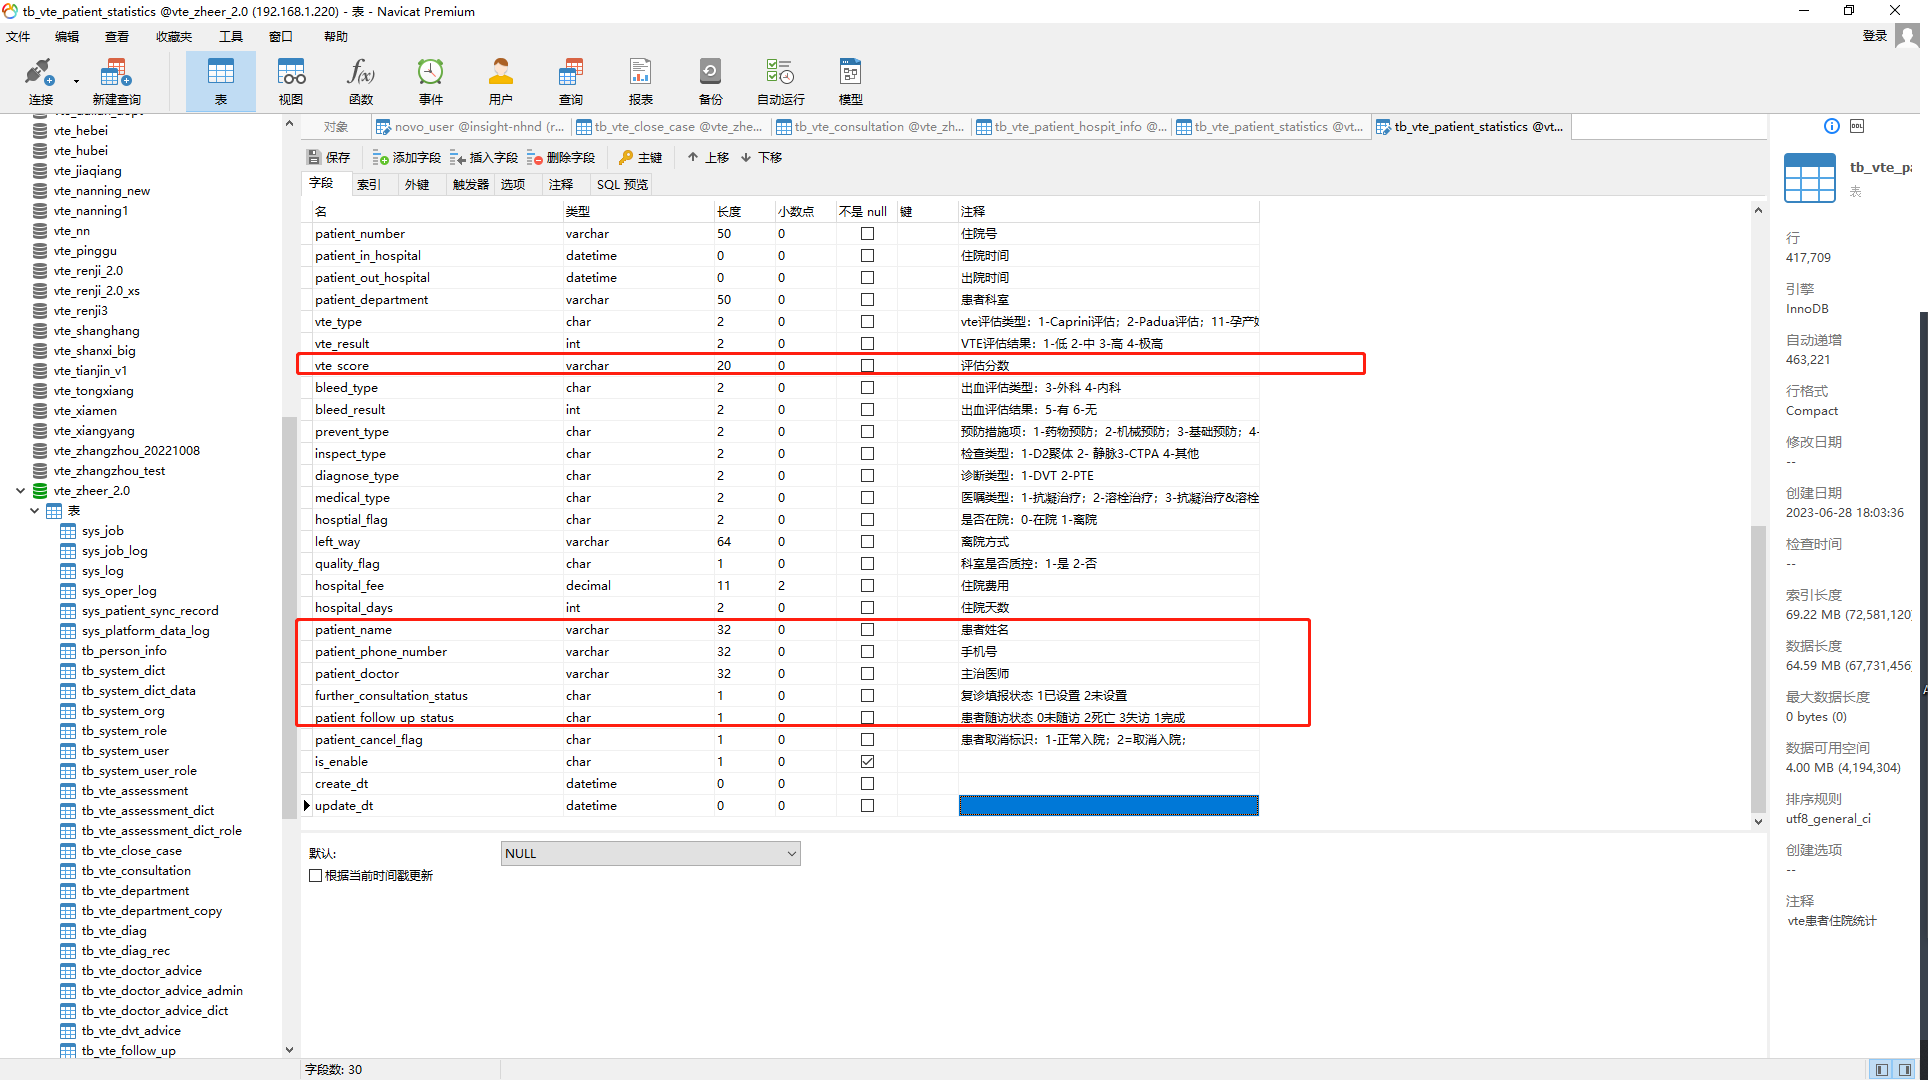 tb_vte_patient_statistics @vte_zheer_2.0 (192.168.1.220) - 表 - Navicat Premium
文件 编辑 查看 收藏夹 工具 窗口 帮助 登录
连接 新建查询 表 视图 函数 事件 用户 查询 报表 备份 自动运行 模型
对象 novo_user @insight-nhnd (r... tb_vte_close_case @vte_zhe... tb_vte_consultation @vte_zh... tb_vte_patient_hospit_info @... tb_vte_patient_statistics @vt... tb_vte_patient_statistics @vt...
保存 添加字段 插入字段 删除字段 主键 上移 下移
字段 索引 外键 触发器 选项 注释 SQL 预览
名 类型 长度 小数点 不是 null 键 注释
patient_number varchar 50 0 住院号
patient_in_hospital datetime 0 0 住院时间
patient_out_hospital datetime 0 0 出院时间
patient_department varchar 50 0 患者科室
vte_type char 2 0 vte评估类型：1-Caprini评估；2-Padua评估；11-孕产
vte_result int 2 0 VTE评估结果：1-低 2-中 3-高 4-极高
vte_score varchar 20 0 评估分数
bleed_type char 2 0 出血评估类型：3-外科 4-内科
bleed_result int 2 0 出血评估结果：5-有 6-无
prevent_type char 2 0 预防措施项：1-药物预防；2-机械预防；3-基础预防；4-
inspect_type char 2 0 检查类型：1-D2聚体 2- 静脉3-CTPA 4-其他
diagnose_type char 2 0 诊断类型：1-DVT 2-PTE
medical_type char 2 0 医嘱类型：1-抗凝治疗；2-溶栓治疗；3-抗凝治疗&溶栓
hosptial_flag char 2 0 是否在院：0-在院 1-离院
left_way varchar 64 0 离院方式
quality_flag char 1 0 科室是否质控：1-是 2-否
hospital_fee decimal 11 2 住院费用
hospital_days int 2 0 住院天数
patient_name varchar 32 0 患者姓名
patient_phone_number varchar 32 0 手机号
patient_doctor varchar 32 0 主治医师
further_consultation_status char 1 0 复诊填报状态 1已设置 2未设置
patient_follow_up_status char 1 0 患者随访状态 0未随访 2死亡 3失访 1完成
patient_cancel_flag char 1 0 患者取消标识：1-正常入院；2=取消入院；
is_enable char 1 0
create_dt datetime 0 0
update_dt datetime 0 0
默认: NULL
根据当前时间戳更新
字段数: 30
vte_hebei
vte_hubei
vte_jiaqiang
vte_nanning_new
vte_nanning1
vte_nn
vte_pinggu
vte_renji_2.0
vte_renji_2.0_xs
vte_renji3
vte_shanghang
vte_shanxi_big
vte_tianjin_v1
vte_tongxiang
vte_xiamen
vte_xiangyang
vte_zhangzhou_20221008
vte_zhangzhou_test
vte_zheer_2.0
表
sys_job
sys_job_log
sys_log
sys_oper_log
sys_patient_sync_record
sys_platform_data_log
tb_person_info
tb_system_dict
tb_system_dict_data
tb_system_org
tb_system_role
tb_system_user
tb_system_user_role
tb_vte_assessment
tb_vte_assessment_dict
tb_vte_assessment_dict_role
tb_vte_close_case
tb_vte_consultation
tb_vte_department
tb_vte_department_copy
tb_vte_diag
tb_vte_diag_rec
tb_vte_doctor_advice
tb_vte_doctor_advice_admin
tb_vte_doctor_advice_dict
tb_vte_dvt_advice
tb_vte_follow_up
DDL
tb_vte_pa
表
行
417,709
引擎
InnoDB
自动递增
463,221
行格式
Compact
修改日期
--
创建日期
2023-06-28 18:03:36
检查时间
--
索引长度
69.22 MB (72,581,120)
数据长度
64.59 MB (67,731,456)
最大数据长度
0 bytes (0)
数据可用空间
4.00 MB (4,194,304)
排序规则
utf8_general_ci
创建选项
--
注释
vte患者住院统计